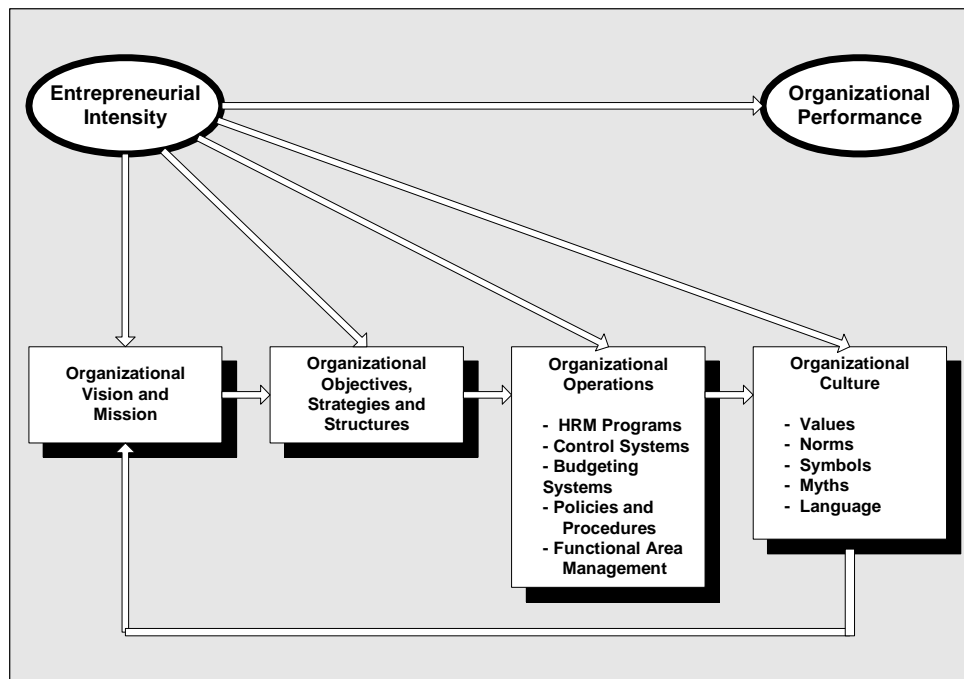 Entrepreneurial
Intensity
Organizational
Performance
Organizational
Vision and
Mission
Organizational
Objectives,
Strategies and
Structures
Organizational
Operations
- HRM Programs
- Control Systems
- Budgeting
Systems
- Policies and
Procedures
- Functional Area
Management
Organizational
Culture
- Values
- Norms
- Symbols
- Myths
- Language